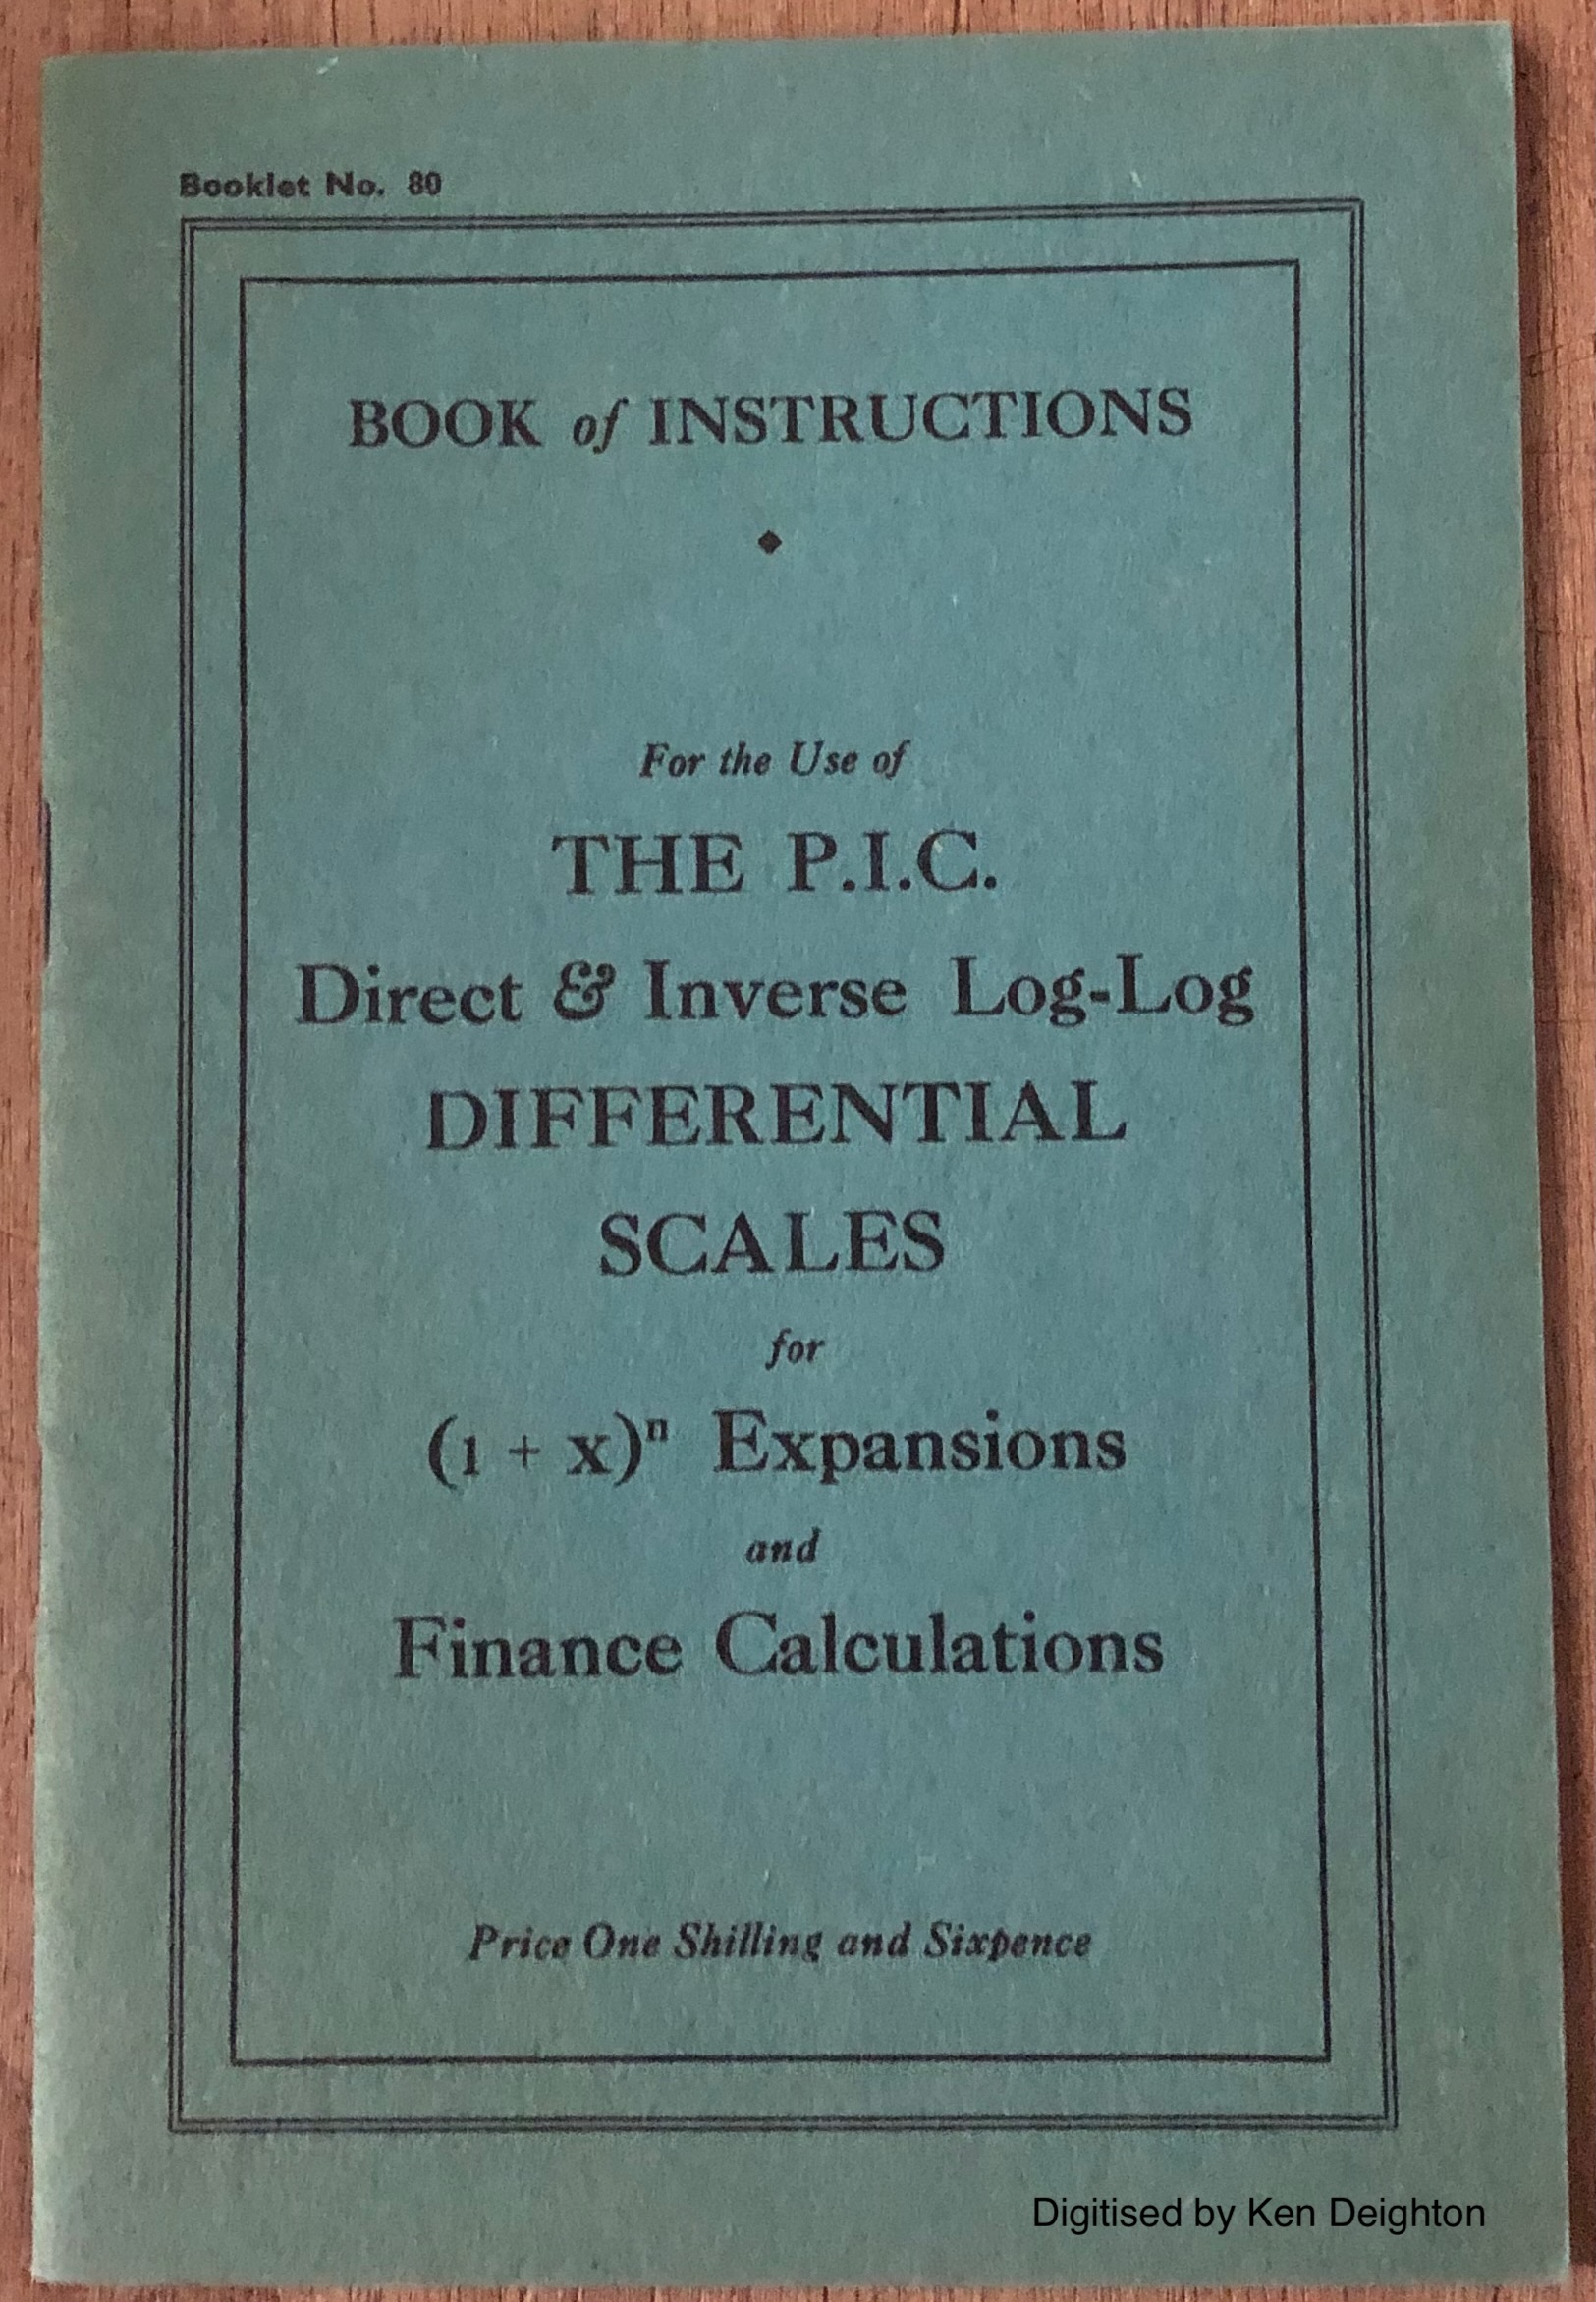 Booklet No. 80
BOOK of INSTRUCTIONS
For the Use of
THE P.I.C.
Direct & Inverse Log-Log
DIFFERENTIAL
SCALES
for
(1 + x)ⁿ Expansions
and
Finance Calculations
Price One Shilling and Sixpence
Digitised by Ken Deighton